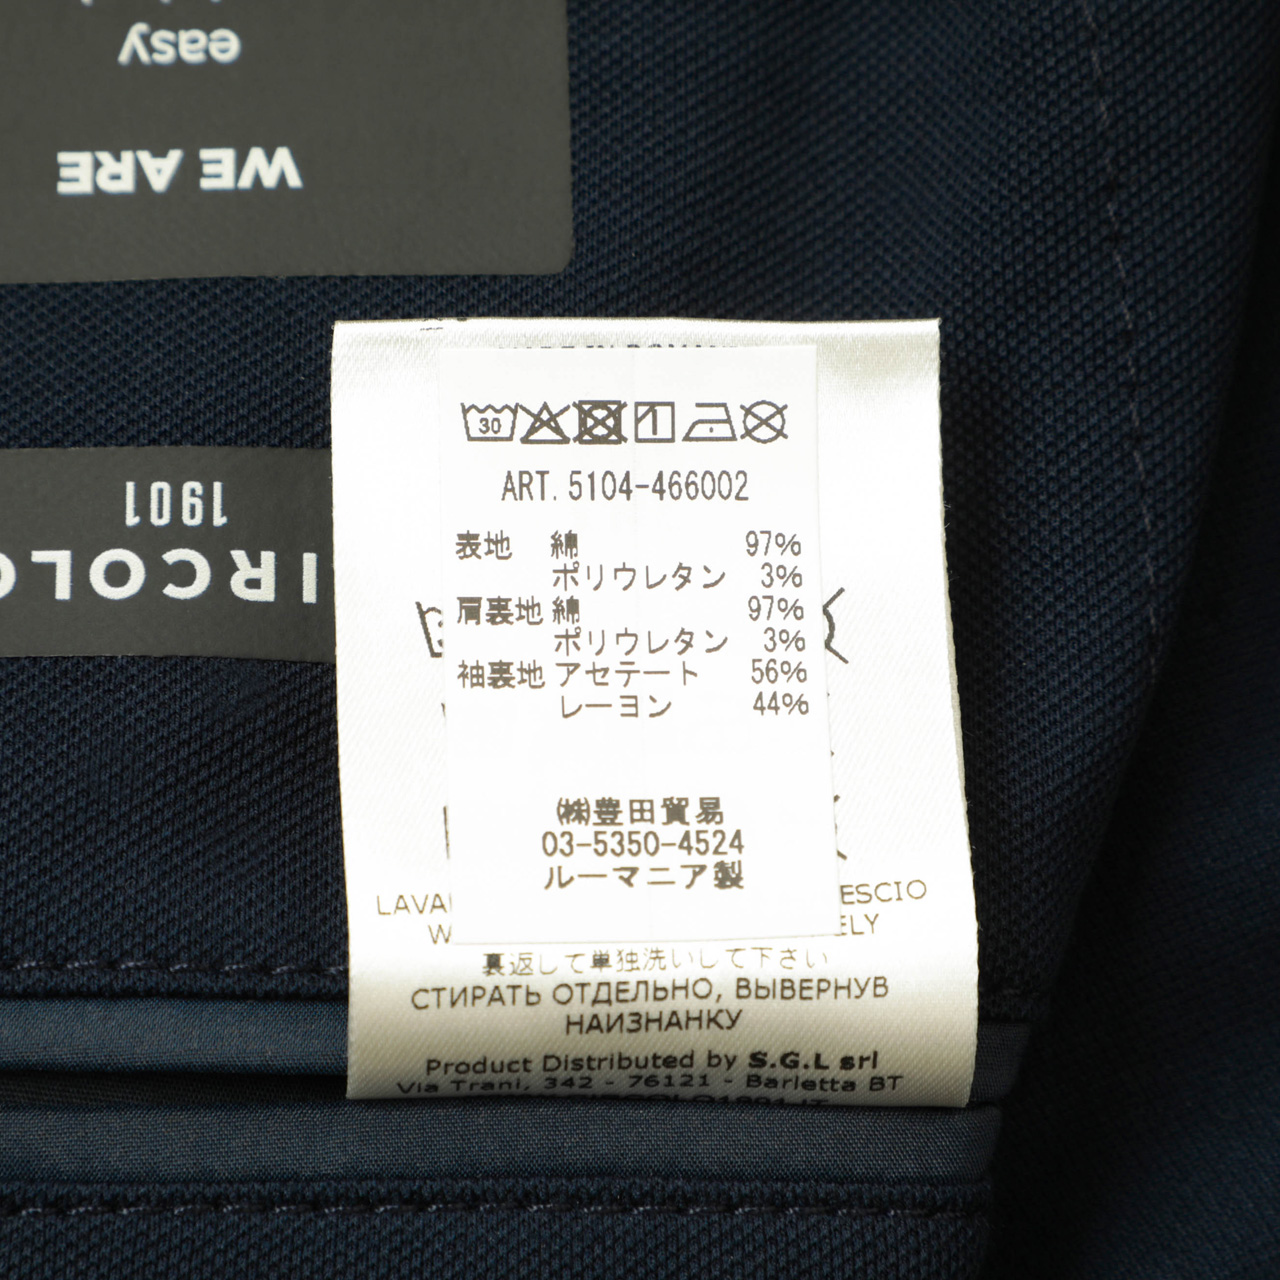 easy
WE ARE
1901
IRCOLO
30
ART. 5104-466002
表地 綿 97%
ポリウレタン 3%
肩裏地 綿 97%
ポリウレタン 3%
袖裏地 アセテート 56%
レーヨン 44%
㈱豊田貿易
03-5350-4524
ルーマニア製
LAVA ESCIO
W ELY
裏返して単独洗いして下さい
СТИРАТЬ ОТДЕЛЬНО, ВЫВЕРНУВ
НАИЗНАНКУ
Product Distributed by S.G.L srl
Via Trani, 342 - 76121 - Barletta BT